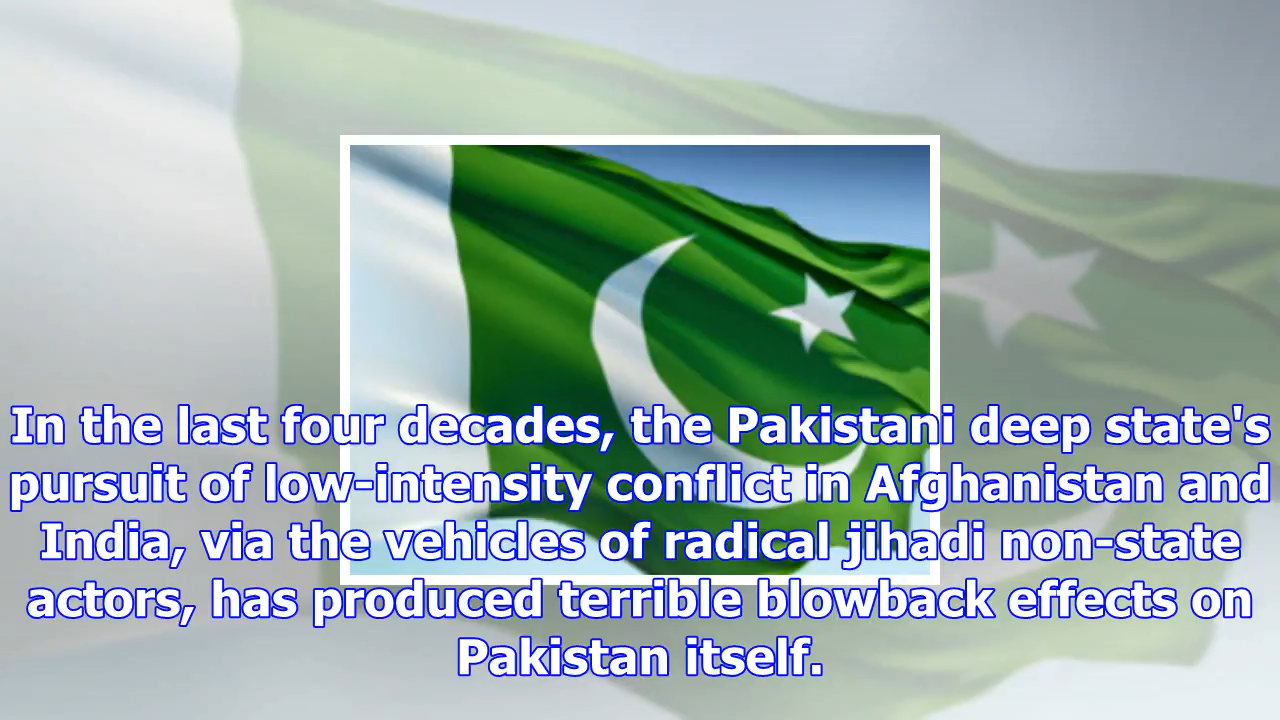 In the last four decades, the Pakistani deep state's
pursuit of low-intensity conflict in Afghanistan and
India, via the vehicles of radical jihadi non-state
actors, has produced terrible blowback effects on
Pakistan itself.